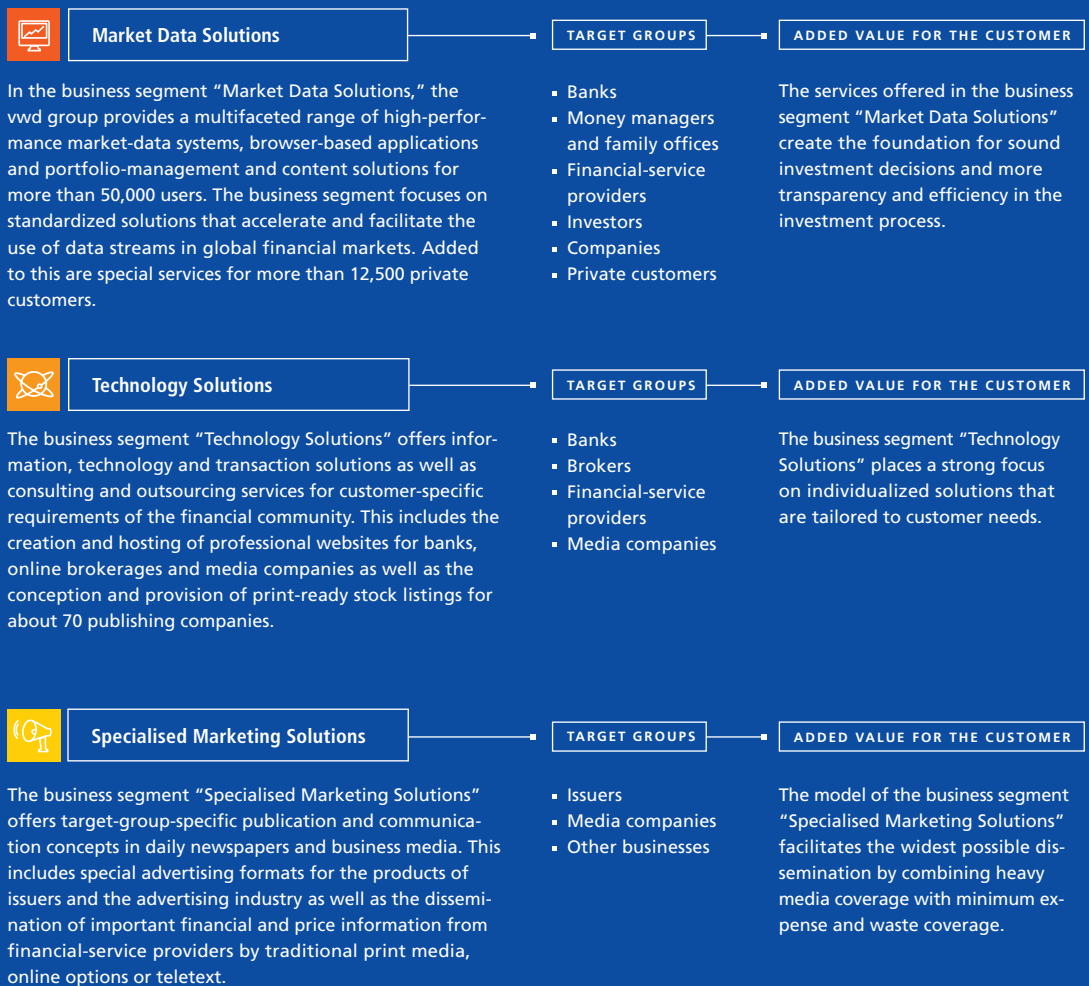 Market Data Solutions
TARGET GROUPS
ADDED VALUE FOR THE CUSTOMER
In the business segment “Market Data Solutions,” the
vwd group provides a multifaceted range of high-perfor-
mance market-data systems, browser-based applications
and portfolio-management and content solutions for
more than 50,000 users. The business segment focuses on
standardized solutions that accelerate and facilitate the
use of data streams in global financial markets. Added
to this are special services for more than 12,500 private
customers.
▪ Banks
▪ Money managers
and family offices
▪ Financial-service
providers
▪ Investors
▪ Companies
▪ Private customers
The services offered in the business
segment “Market Data Solutions”
create the foundation for sound
investment decisions and more
transparency and efficiency in the
investment process.
Technology Solutions
TARGET GROUPS
ADDED VALUE FOR THE CUSTOMER
The business segment “Technology Solutions” offers infor-
mation, technology and transaction solutions as well as
consulting and outsourcing services for customer-specific
requirements of the financial community. This includes the
creation and hosting of professional websites for banks,
online brokerages and media companies as well as the
conception and provision of print-ready stock listings for
about 70 publishing companies.
▪ Banks
▪ Brokers
▪ Financial-service
providers
▪ Media companies
The business segment “Technology
Solutions” places a strong focus
on individualized solutions that
are tailored to customer needs.
Specialised Marketing Solutions
TARGET GROUPS
ADDED VALUE FOR THE CUSTOMER
The business segment “Specialised Marketing Solutions”
offers target-group-specific publication and communica-
tion concepts in daily newspapers and business media. This
includes special advertising formats for the products of
issuers and the advertising industry as well as the dissemi-
nation of important financial and price information from
financial-service providers by traditional print media,
online options or teletext.
▪ Issuers
▪ Media companies
▪ Other businesses
The model of the business segment
“Specialised Marketing Solutions”
facilitates the widest possible dis-
semination by combining heavy
media coverage with minimum ex-
pense and waste coverage.